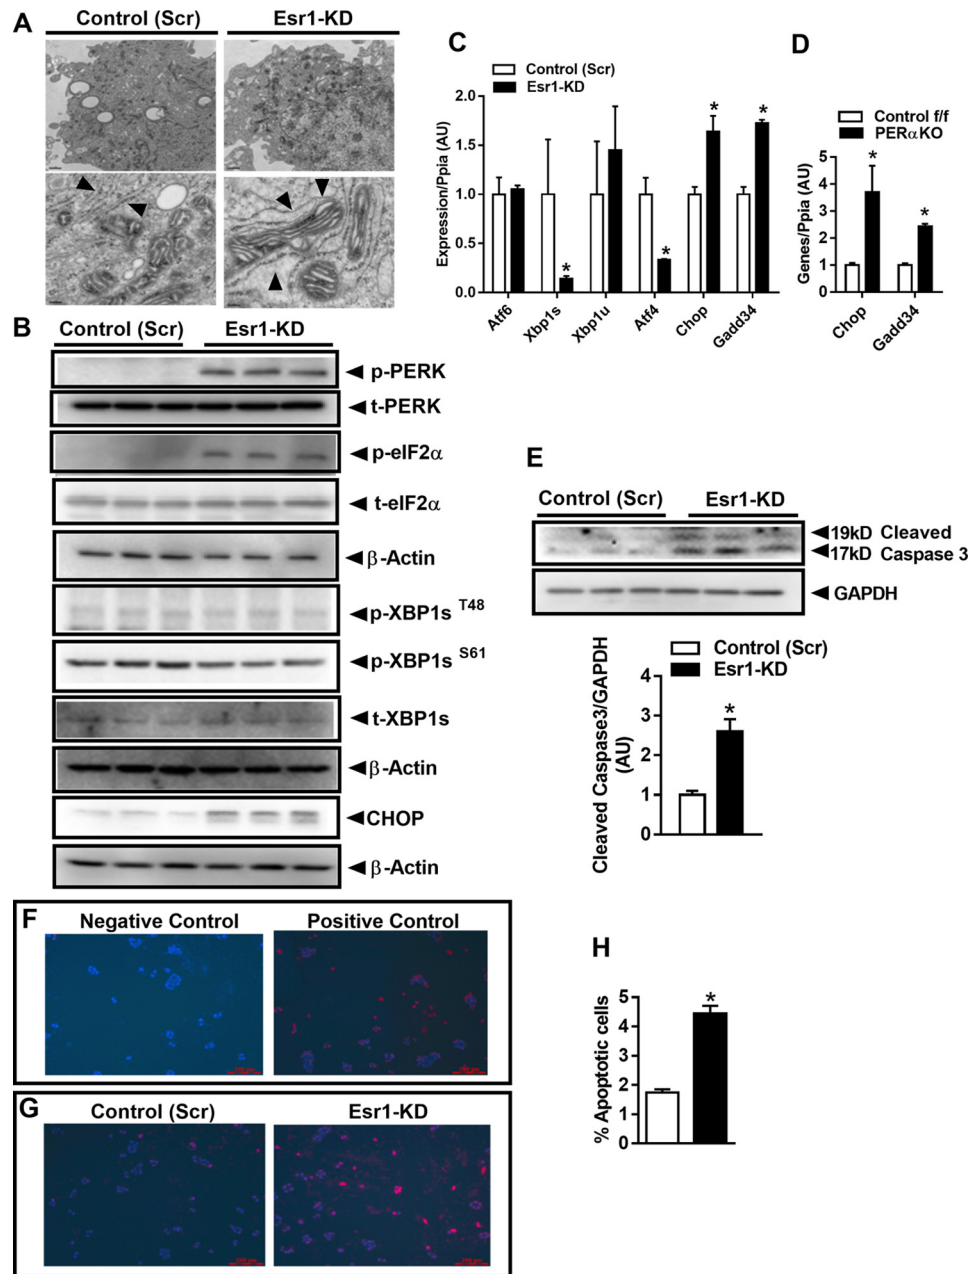 A
Control (Scr)
Esr1-KD
B
Control (Scr)
Esr1-KD
p-PERK
t-PERK
p-eIF2α
t-eIF2α
β-Actin
p-XBP1s T48
p-XBP1s S61
t-XBP1s
β-Actin
CHOP
β-Actin
C
Control (Scr)
Esr1-KD
Expression/Ppia (AU)
2.0
1.5
1.0
0.5
0.0
*
*
*
*
Atf6
Xbp1s
Xbp1u
Atf4
Chop
Gadd34
D
Control f/f
PERαKO
Genes/Ppia (AU)
5
4
3
2
1
0
*
*
Chop
Gadd34
E
Control (Scr)
Esr1-KD
19kD Cleaved
17kD Caspase 3
GAPDH
Control (Scr)
Esr1-KD
Cleaved Caspase3/GAPDH
(AU)
4
3
2
1
0
*
F
Negative Control
Positive Control
G
Control (Scr)
Esr1-KD
H
% Apoptotic cells
5
4
3
2
1
0
*